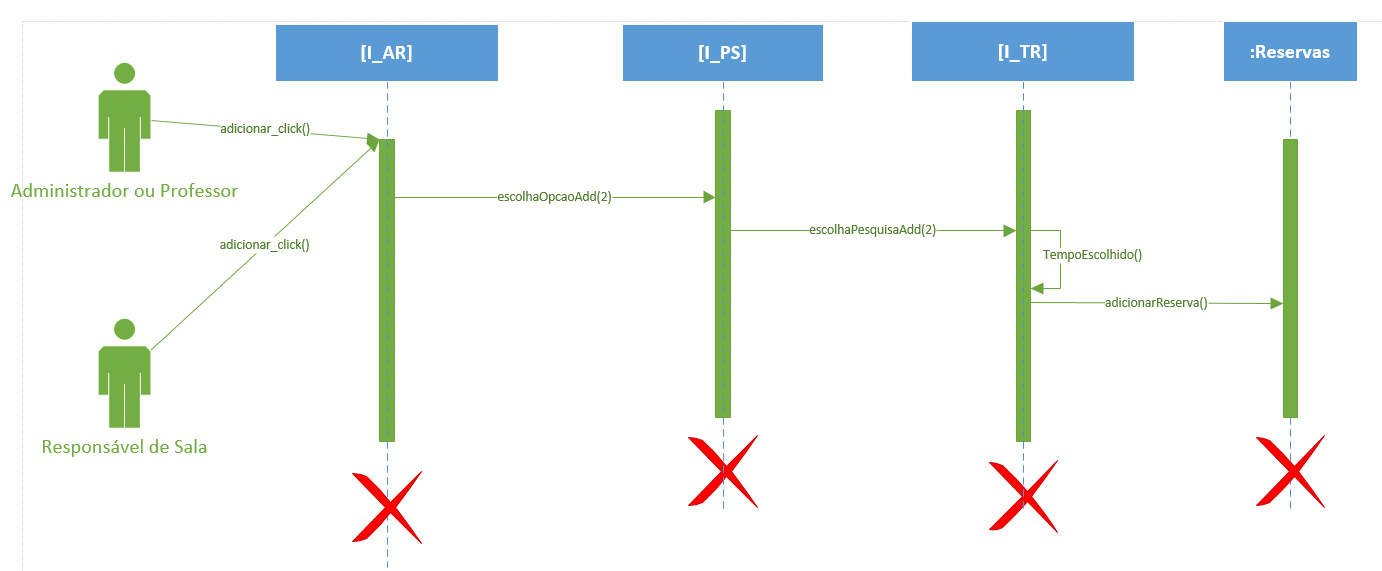 [I_AR]
[I_PS]
[I_TR]
:Reservas
adicionar_click()
Administrador ou Professor
escolhaOpcaoAdd(2)
escolhaPesquisaAdd(2)
adicionar_click()
TempoEscolhido()
adicionarReserva()
Responsável de Sala